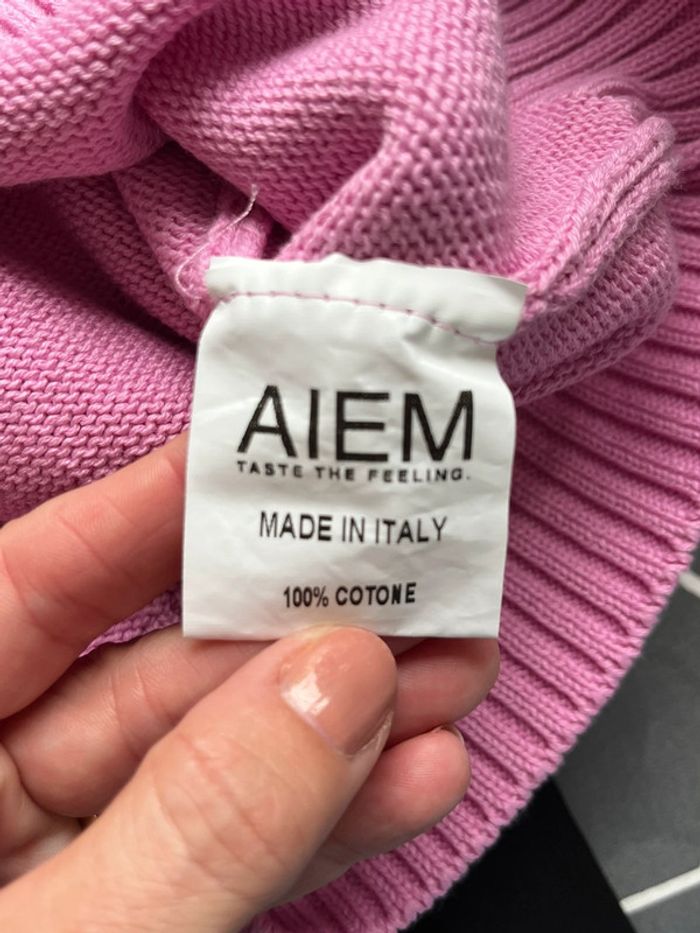 AIEM
TASTE THE FEELING.
MADE IN ITALY
100% COTONE